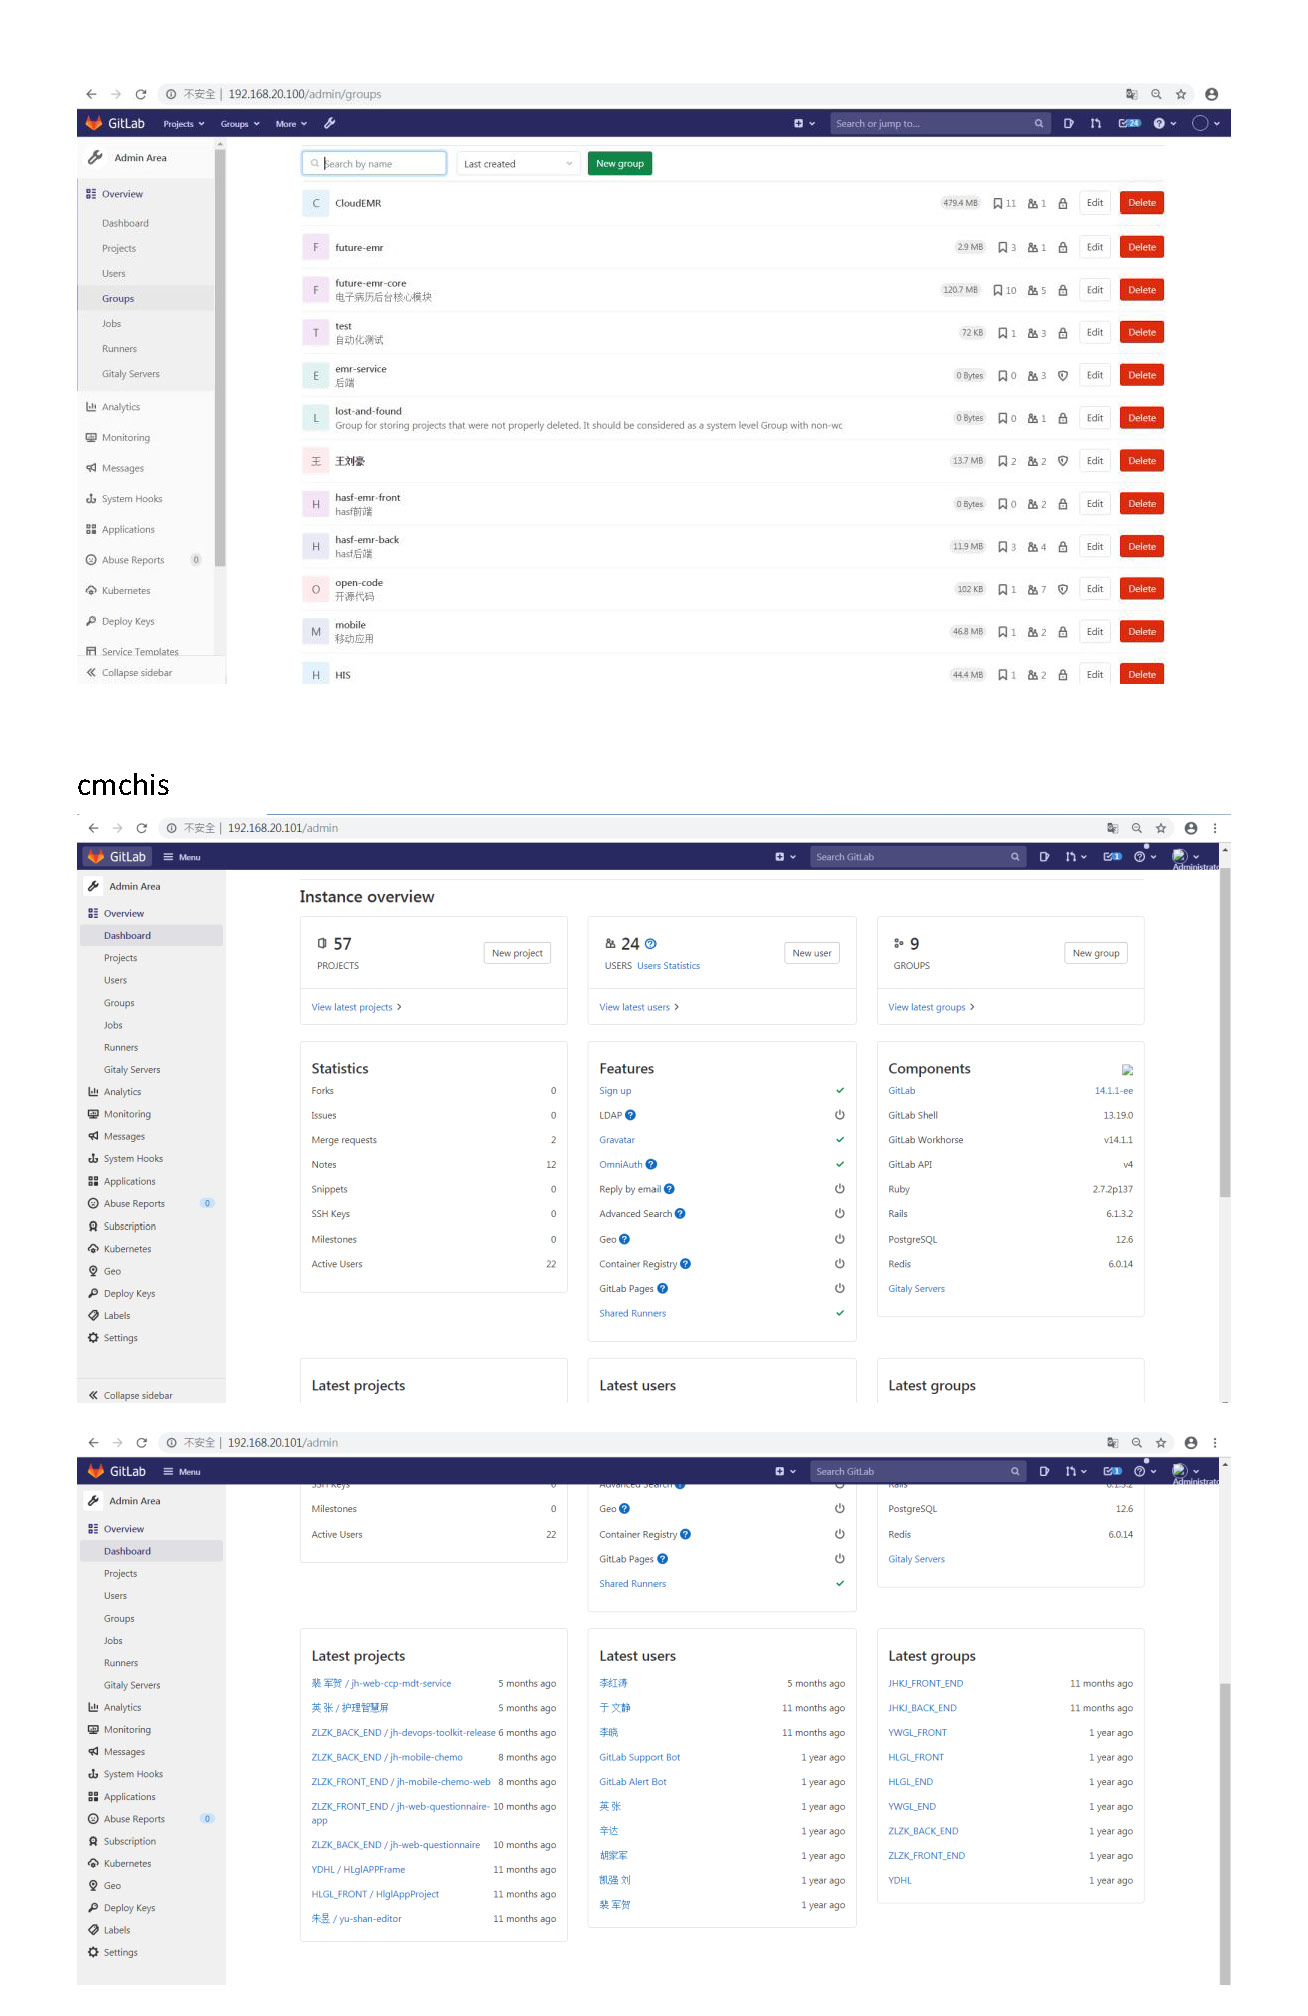 不安全 | 192.168.20.100/admin/groups
GitLab Projects Groups More Search or jump to... 24
Admin Area
Overview
Dashboard
Projects
Users
Groups
Jobs
Runners
Gitaly Servers
Analytics
Monitoring
Messages
System Hooks
Applications
Abuse Reports 0
Kubernetes
Deploy Keys
Service Templates
Collapse sidebar
Search by name Last created New group
C CloudEMR 479.4 MB 11 1 Edit Delete
F future-emr 2.9 MB 3 1 Edit Delete
F future-emr-core 120.7 MB 10 5 Edit Delete
电子病历后台核心模块
T test 72 KB 1 3 Edit Delete
自动化测试
E emr-service 0 Bytes 0 3 Edit Delete
后端
L lost-and-found 0 Bytes 0 1 Edit Delete
Group for storing projects that were not properly deleted. It should be considered as a system level Group with non-wc
王 王刘豪 13.7 MB 2 2 Edit Delete
H hasf-emr-front 0 Bytes 0 2 Edit Delete
hasf前端
H hasf-emr-back 11.9 MB 3 4 Edit Delete
hasf后端
O open-code 102 KB 1 7 Edit Delete
开源代码
M mobile 46.8 MB 1 2 Edit Delete
移动应用
H HIS 44.4 MB 1 2 Edit Delete
cmchis
不安全 | 192.168.20.101/admin
GitLab Menu Search GitLab 1 Administrato
Admin Area
Overview
Dashboard
Projects
Users
Groups
Jobs
Runners
Gitaly Servers
Analytics
Monitoring
Messages
System Hooks
Applications
Abuse Reports 0
Subscription
Kubernetes
Geo
Deploy Keys
Labels
Settings
Collapse sidebar
Instance overview
57 New project
PROJECTS
View latest projects
24 New user
USERS Users Statistics
View latest users
9 New group
GROUPS
View latest groups
Statistics
Forks 0
Issues 0
Merge requests 2
Notes 12
Snippets 0
SSH Keys 0
Milestones 0
Active Users 22
Features
Sign up
LDAP
Gravatar
OmniAuth
Reply by email
Advanced Search
Geo
Container Registry
GitLab Pages
Shared Runners
Components
GitLab 14.1.1-ee
GitLab Shell 13.19.0
GitLab Workhorse v14.1.1
GitLab API v4
Ruby 2.7.2p137
Rails 6.1.3.2
PostgreSQL 12.6
Redis 6.0.14
Gitaly Servers
Latest projects
Latest users
Latest groups
不安全 | 192.168.20.101/admin
GitLab Menu Search GitLab 1 Administrato
Admin Area
Overview
Dashboard
Projects
Users
Groups
Jobs
Runners
Gitaly Servers
Analytics
Monitoring
Messages
System Hooks
Applications
Abuse Reports 0
Subscription
Kubernetes
Geo
Deploy Keys
Labels
Settings
SSH Keys 0
Milestones 0
Active Users 22
Advanced Search
Geo
Container Registry
GitLab Pages
Shared Runners
Rails 6.1.3.2
PostgreSQL 12.6
Redis 6.0.14
Gitaly Servers
Latest projects
裴 军贺 / jh-web-ccp-mdt-service 5 months ago
英 张 / 护理智慧屏 5 months ago
ZLZK_BACK_END / jh-devops-toolkit-release 6 months ago
ZLZK_BACK_END / jh-mobile-chemo 8 months ago
ZLZK_FRONT_END / jh-mobile-chemo-web 8 months ago
ZLZK_FRONT_END / jh-web-questionnaire- 10 months ago
app
ZLZK_BACK_END / jh-web-questionnaire 10 months ago
YDHL / HLglAPPFrame 11 months ago
HLGL_FRONT / HlglAppProject 11 months ago
朱昱 / yu-shan-editor 11 months ago
Latest users
李红涛 5 months ago
于 文静 11 months ago
李晓 11 months ago
GitLab Support Bot 1 year ago
GitLab Alert Bot 1 year ago
英 张 1 year ago
辛达 1 year ago
胡家军 1 year ago
凯强 刘 1 year ago
裴 军贺 1 year ago
Latest groups
JHKJ_FRONT_END 11 months ago
JHKJ_BACK_END 11 months ago
YWGL_FRONT 1 year ago
HLGL_FRONT 1 year ago
HLGL_END 1 year ago
YWGL_END 1 year ago
ZLZK_BACK_END 1 year ago
ZLZK_FRONT_END 1 year ago
YDHL 1 year ago